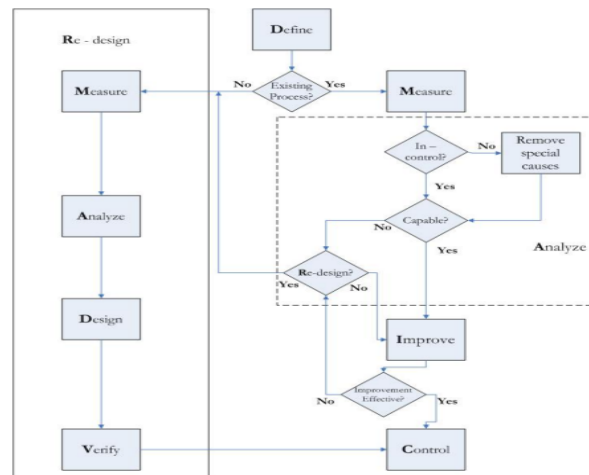 Re - design
Define
Measure
No
Existing
Process?
Yes
Measure
In –
control?
No
Remove
special
causes
Yes
Analyze
Capable?
No
Yes
Analyze
Re-design?
Yes
No
Design
Improve
Improvement
Effective?
No
Yes
Verify
Control